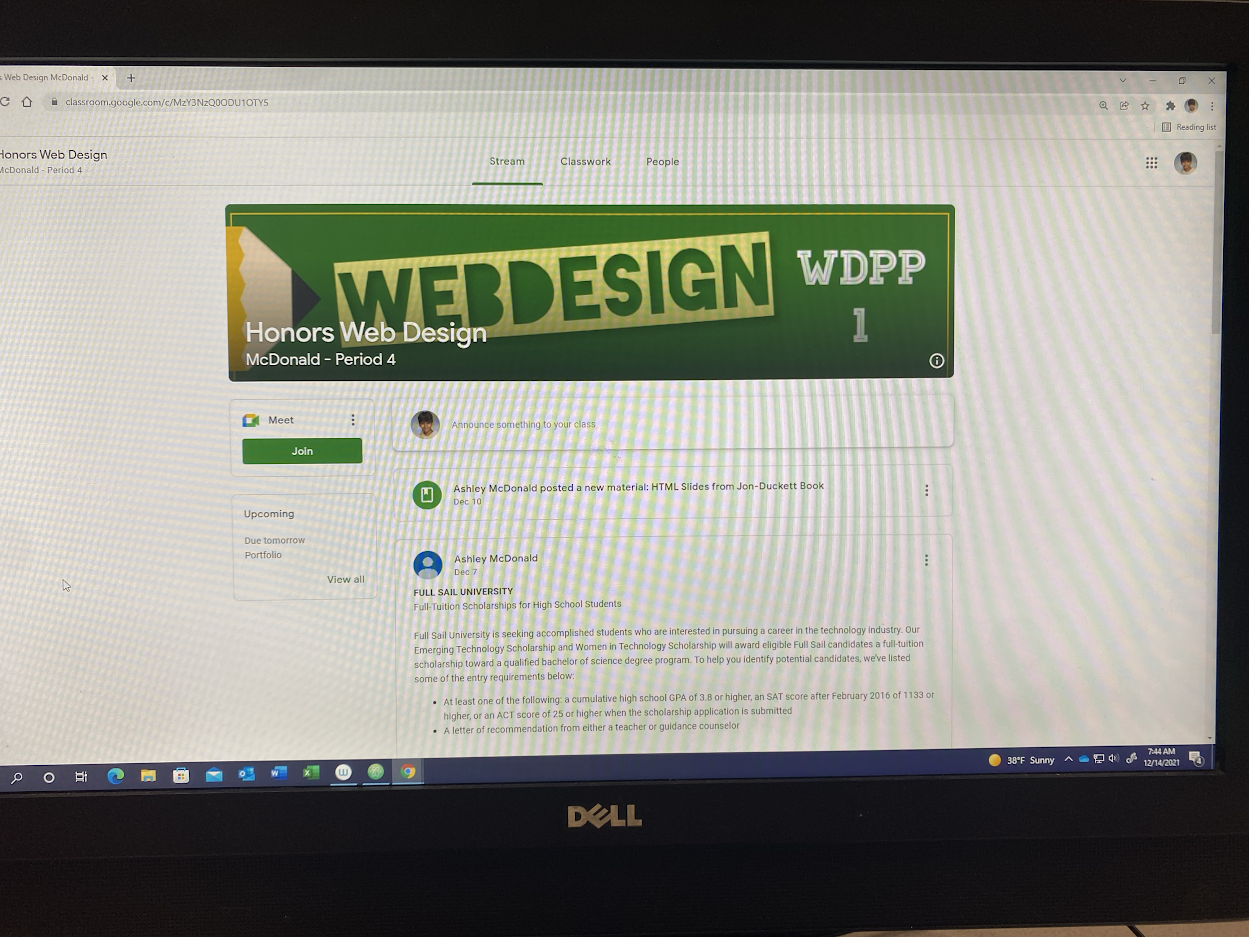 Web Design McDonald -
classroom.google.com/c/MzY3NzQ0ODU1OTY5
Reading list
Honors Web Design
McDonald - Period 4
Stream
Classwork
People
WEBDESIGN
WDPP
1
Honors Web Design
McDonald - Period 4
Meet
Join
Announce something to your class
Ashley McDonald posted a new material: HTML Slides from Jon-Duckett Book
Dec 10
Upcoming
Due tomorrow
Portfolio
View all
Ashley McDonald
Dec 7
FULL SAIL UNIVERSITY
Full-Tuition Scholarships for High School Students
Full Sail University is seeking accomplished students who are interested in pursuing a career in the technology industry. Our
Emerging Technology Scholarship and Women in Technology Scholarship will award eligible Full Sail candidates a full-tuition
scholarship toward a qualified bachelor of science degree program. To help you identify potential candidates, we've listed
some of the entry requirements below:
• At least one of the following: a cumulative high school GPA of 3.8 or higher, an SAT score after February 2016 of 1133 or
higher, or an ACT score of 25 or higher when the scholarship application is submitted
• A letter of recommendation from either a teacher or guidance counselor
38°F Sunny
7:44 AM
12/14/2021
4
DELL